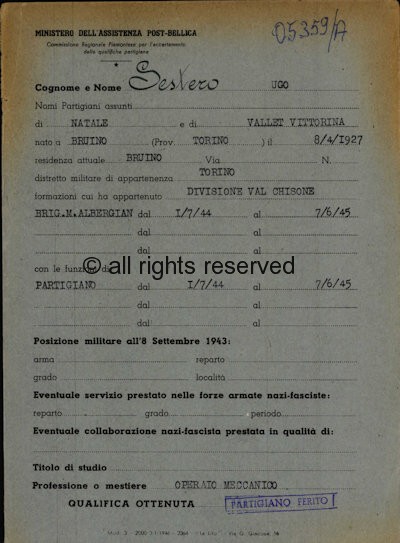 05359/A
MINISTERO DELL'ASSISTENZA POST-BELLICA
Commissione Regionale Piemontese per l'accertamento
delle qualifiche partigiane
Cognome e Nome Sestero UGO
Nomi Partigiani assunti
di NATALE e di VALLET VITTORINA
nato a BRUINO (Prov. TORINO ) il 8/4/1927
residenza attuale BRUINO Via N.
distretto militare di appartenenza TORINO
formazioni cui ha appartenuto DIVISIONE VAL CHISONE
BRIG.M.ALBERGIAN dal I/7/44 al 7/6/45
dal al
dal al
© all rights reserved
con le funzioni di
PARTIGIANO dal I/7/44 al 7/6/45
dal al
dal al
Posizione militare all'8 Settembre 1943:
arma reparto
grado località
Eventuale servizio prestato nelle forze armate nazi-fasciste:
reparto grado periodo
Eventuale collaborazione nazi-fascista prestata in qualità di:
Titolo di studio
Professione o mestiere OPERAIO MECCANICO
QUALIFICA OTTENUTA PARTIGIANO FERITO